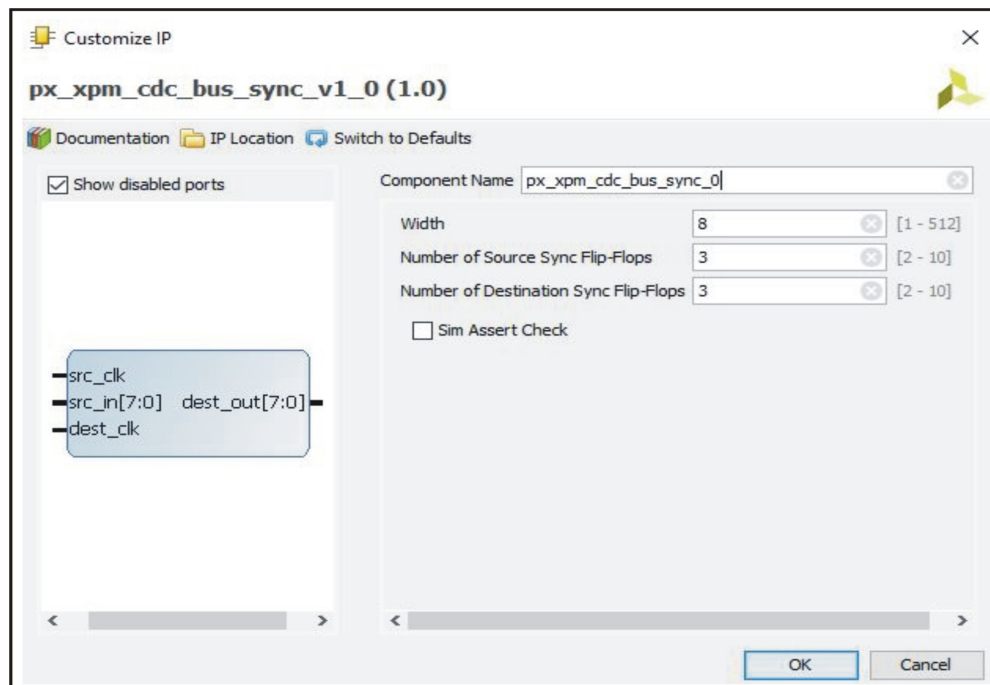 Customize IP
px_xpm_cdc_bus_sync_v1_0 (1.0)
Documentation IP Location Switch to Defaults
Show disabled ports
src_clk
src_in[7:0] dest_out[7:0]
dest_clk
Component Name px_xpm_cdc_bus_sync_0
Width 8 [1 - 512]
Number of Source Sync Flip-Flops 3 [2 - 10]
Number of Destination Sync Flip-Flops 3 [2 - 10]
Sim Assert Check
OK Cancel